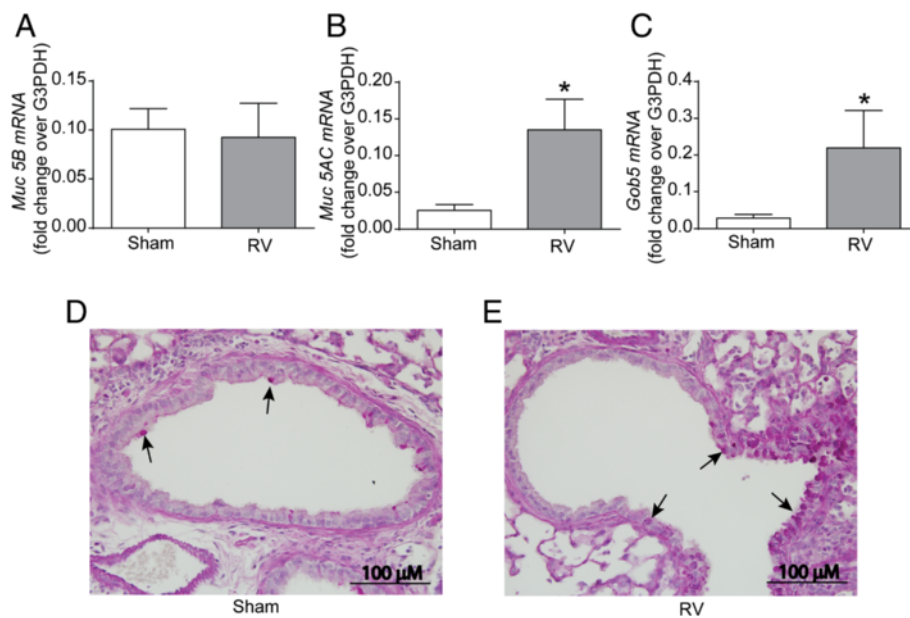 A
Muc 5B mRNA
(fold change over G3PDH)
0.15
0.10
0.05
0.00
Sham
RV
B
Muc 5AC mRNA
(fold change over G3PDH)
0.20
0.15
0.10
0.05
0.00
*
Sham
RV
C
Gob5 mRNA
(fold change over G3PDH)
0.4
0.3
0.2
0.1
0.0
*
Sham
RV
D
100 µM
Sham
E
100 µM
RV